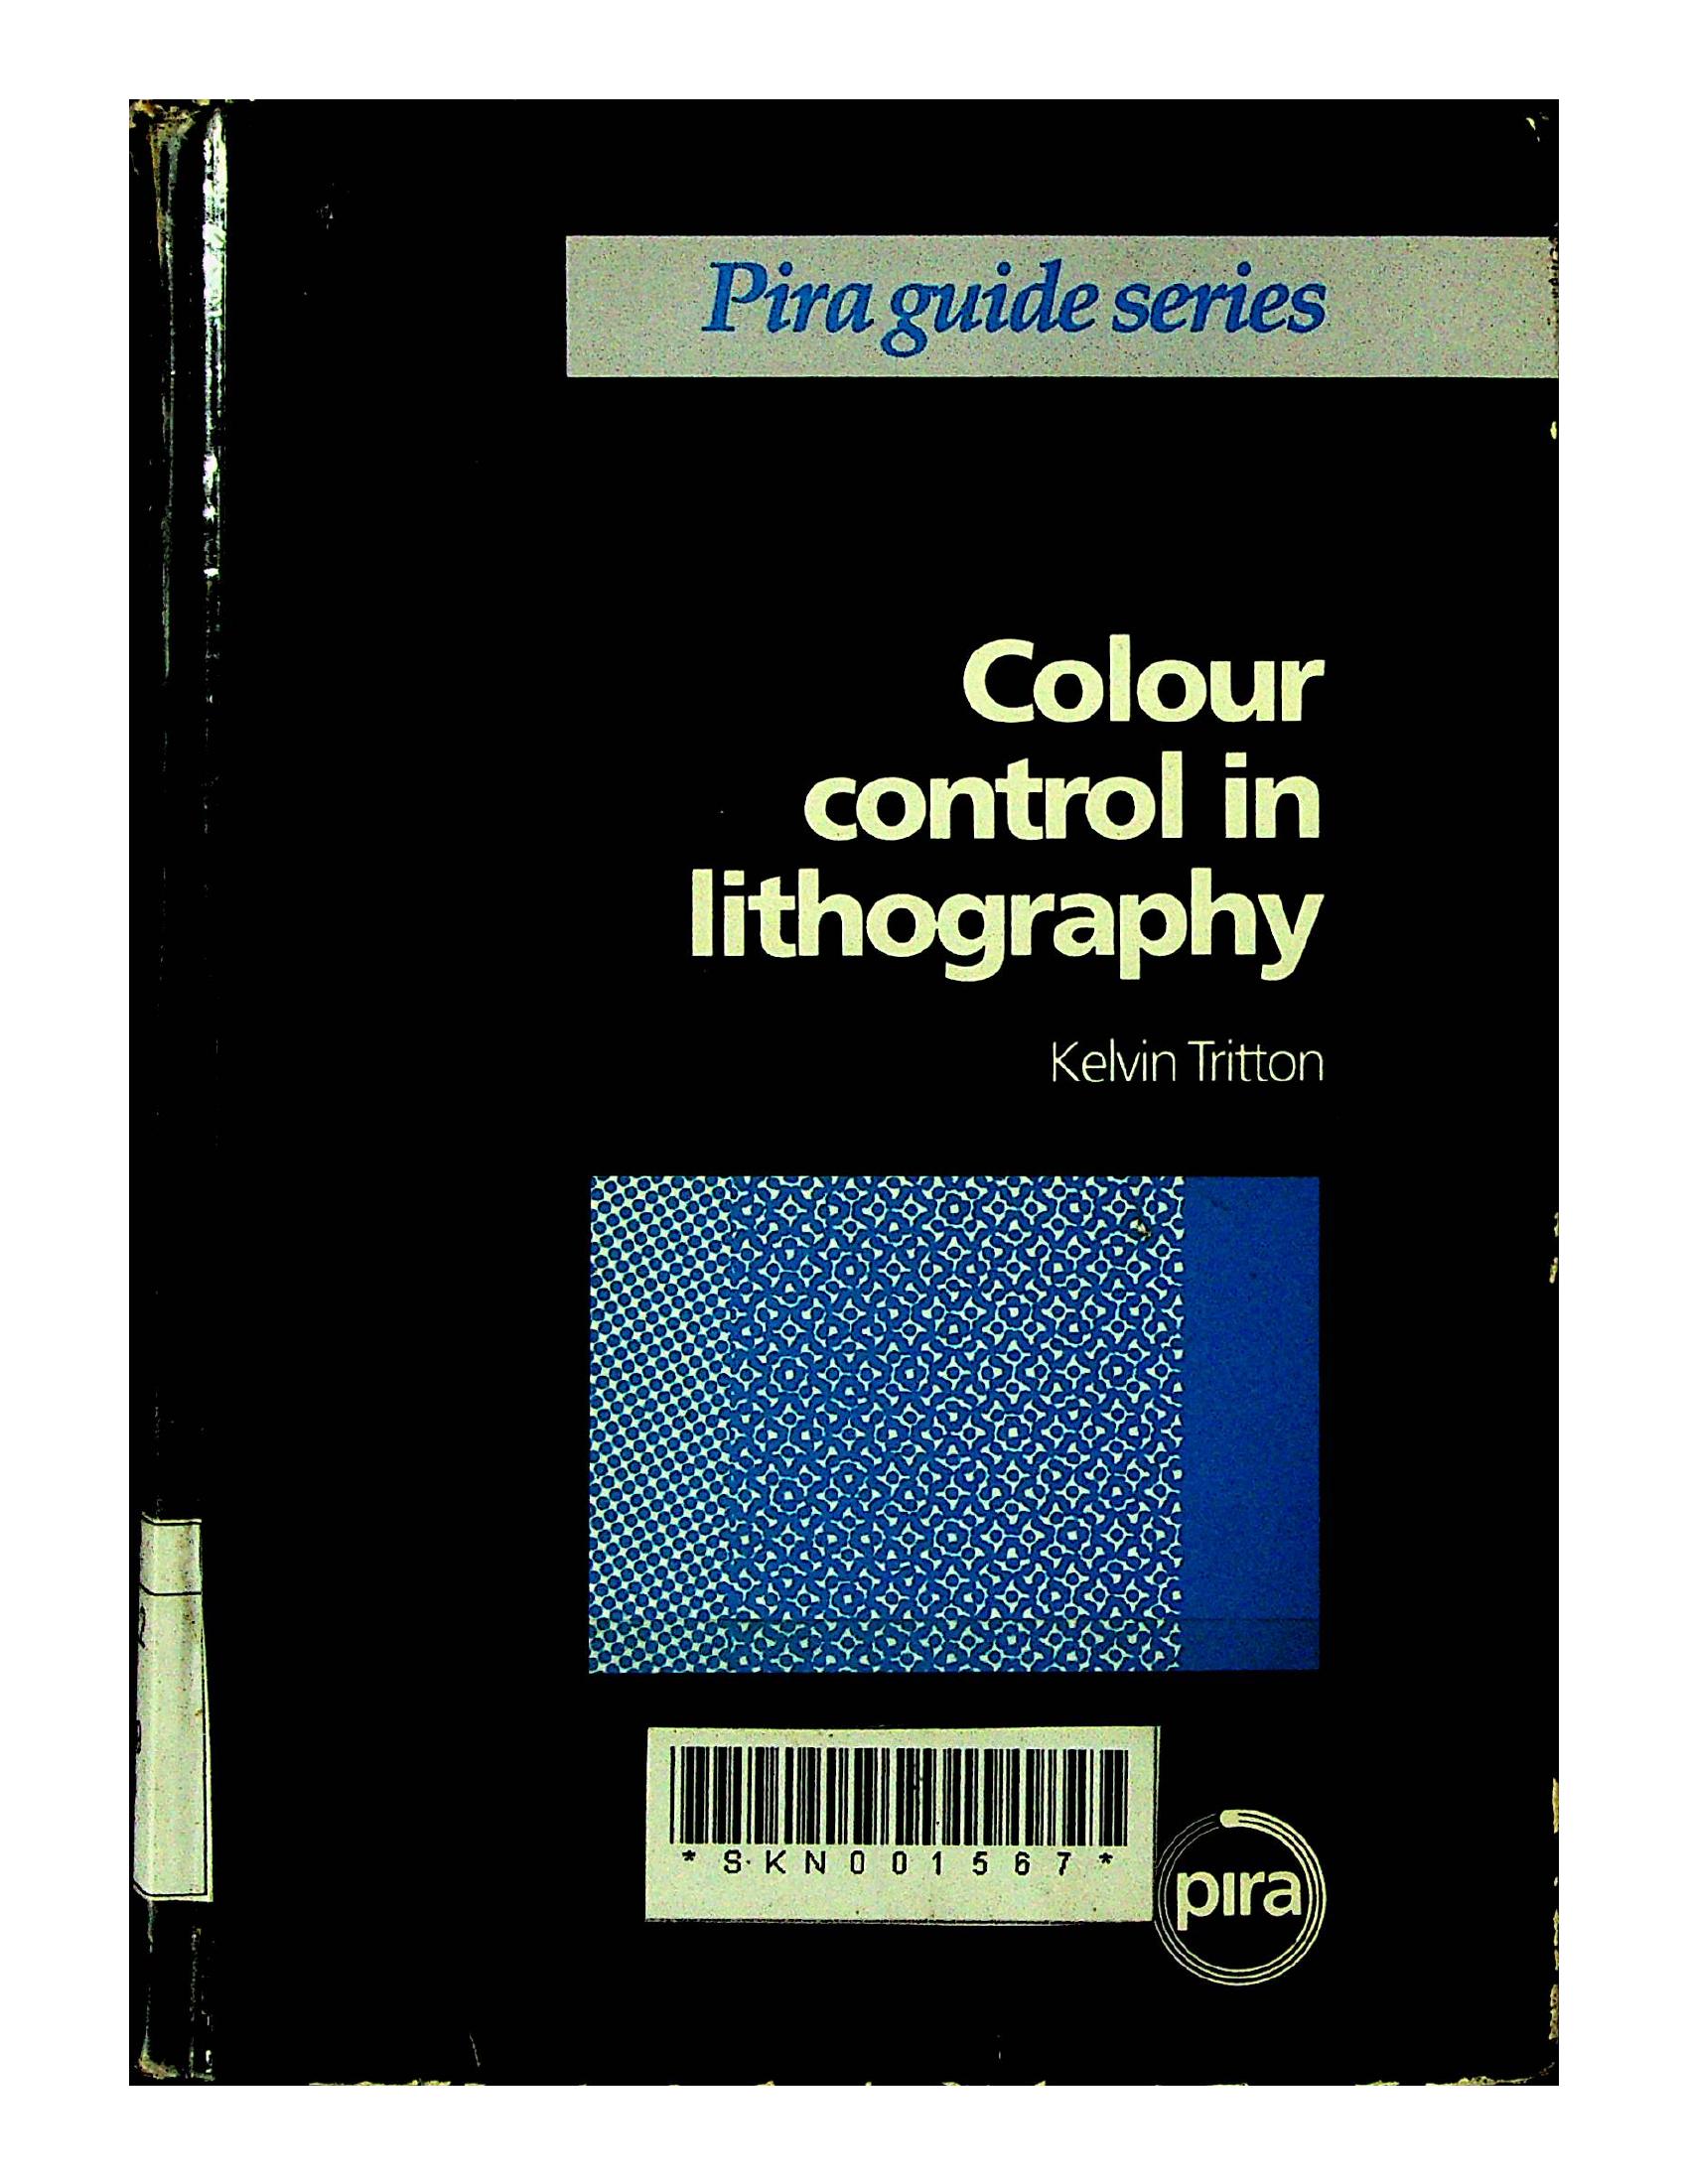 Pira guide series
Colour
control in
lithography
Kelvin Tritton
* S K N 0 0 1 5 6 7 *
pira